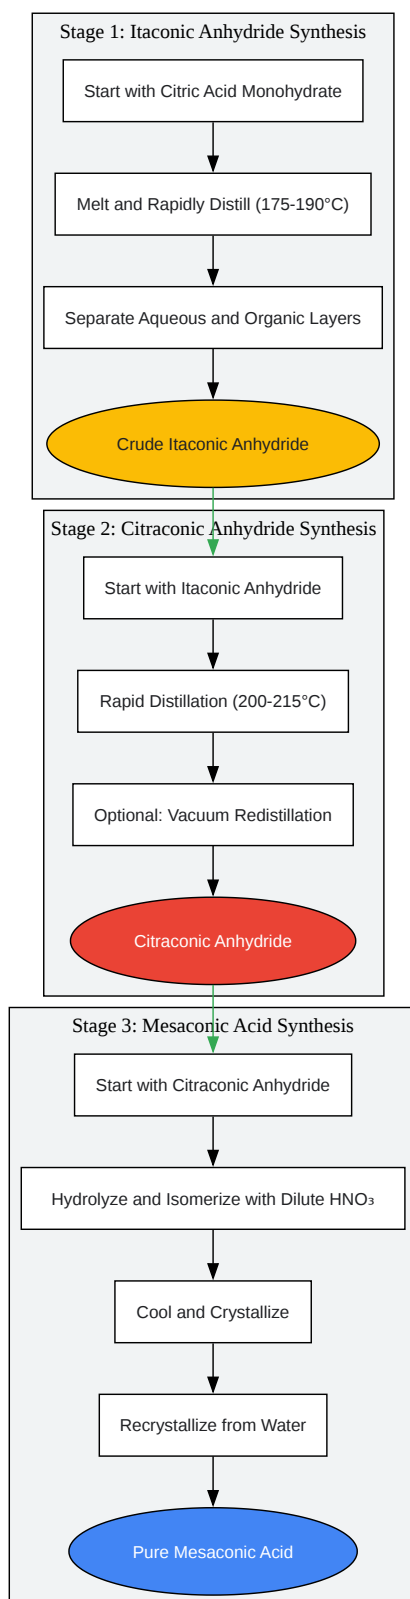 Stage 1: Itaconic Anhydride Synthesis
Start with Citric Acid Monohydrate
Melt and Rapidly Distill (175-190°C)
Separate Aqueous and Organic Layers
Crude Itaconic Anhydride
Stage 2: Citraconic Anhydride Synthesis
Start with Itaconic Anhydride
Rapid Distillation (200-215°C)
Optional: Vacuum Redistillation
Citraconic Anhydride
Stage 3: Mesaconic Acid Synthesis
Start with Citraconic Anhydride
Hydrolyze and Isomerize with Dilute HNO₃
Cool and Crystallize
Recrystallize from Water
Pure Mesaconic Acid